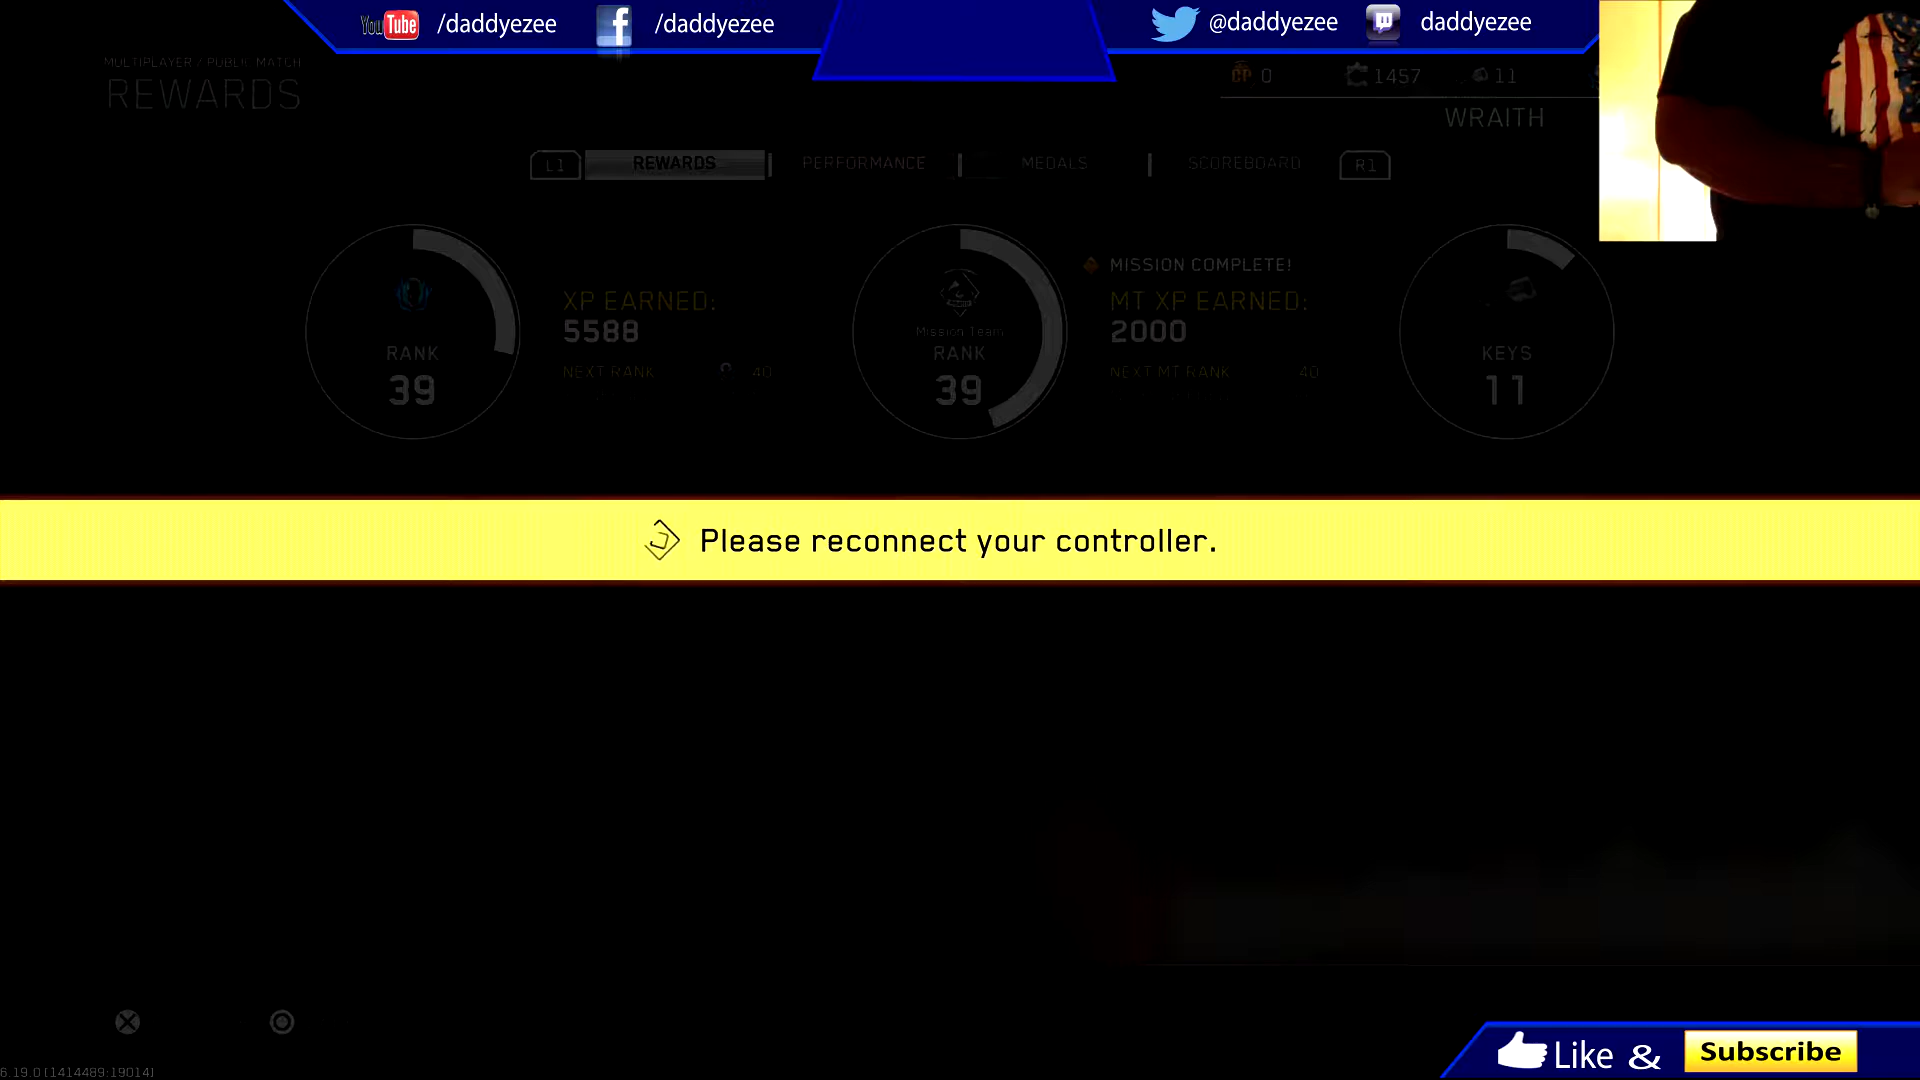 YouTube /daddyezee /daddyezee @daddyezee daddyezee
MULTIPLAYER / PUBLIC MATCH
REWARDS
CP 0 1457 11
WRAITH
L1 REWARDS PERFORMANCE MEDALS SCOREBOARD R1
MISSION COMPLETE!
XP EARNED:
5588
MT XP EARNED:
2000
Mission Team
RANK
39
RANK
39
KEYS
11
NEXT RANK 40
NEXT MT RANK 40
Please reconnect your controller.
Like & Subscribe
6.19.0 [1414489:19014]